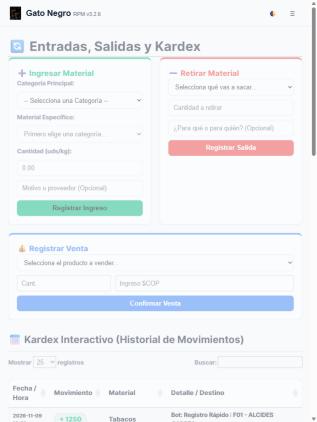 Gato Negro RPM v3.2.6
Entradas, Salidas y Kardex
Ingresar Material
Categoría Principal:
-- Selecciona una Categoría --
Material Específico:
Primero elige una categoría...
Cantidad (uds/kg):
0.00
Motivo o proveedor (Opcional)
Registrar Ingreso
Retirar Material
Selecciona qué vas a sacar...
Cantidad a retirar
¿Para qué o para quién? (Opcional)
Registrar Salida
Registrar Venta
Selecciona el producto a vender...
Cant.
Ingreso $COP
Confirmar Venta
Kardex Interactivo (Historial de Movimientos)
Mostrar 25 registros
Buscar:
Fecha / Hora
Movimiento
Material
Detalle / Destino
2026-11-09
+ 1250
Tabacos
Bot: Registro Rápido | F01 - ALCIDES